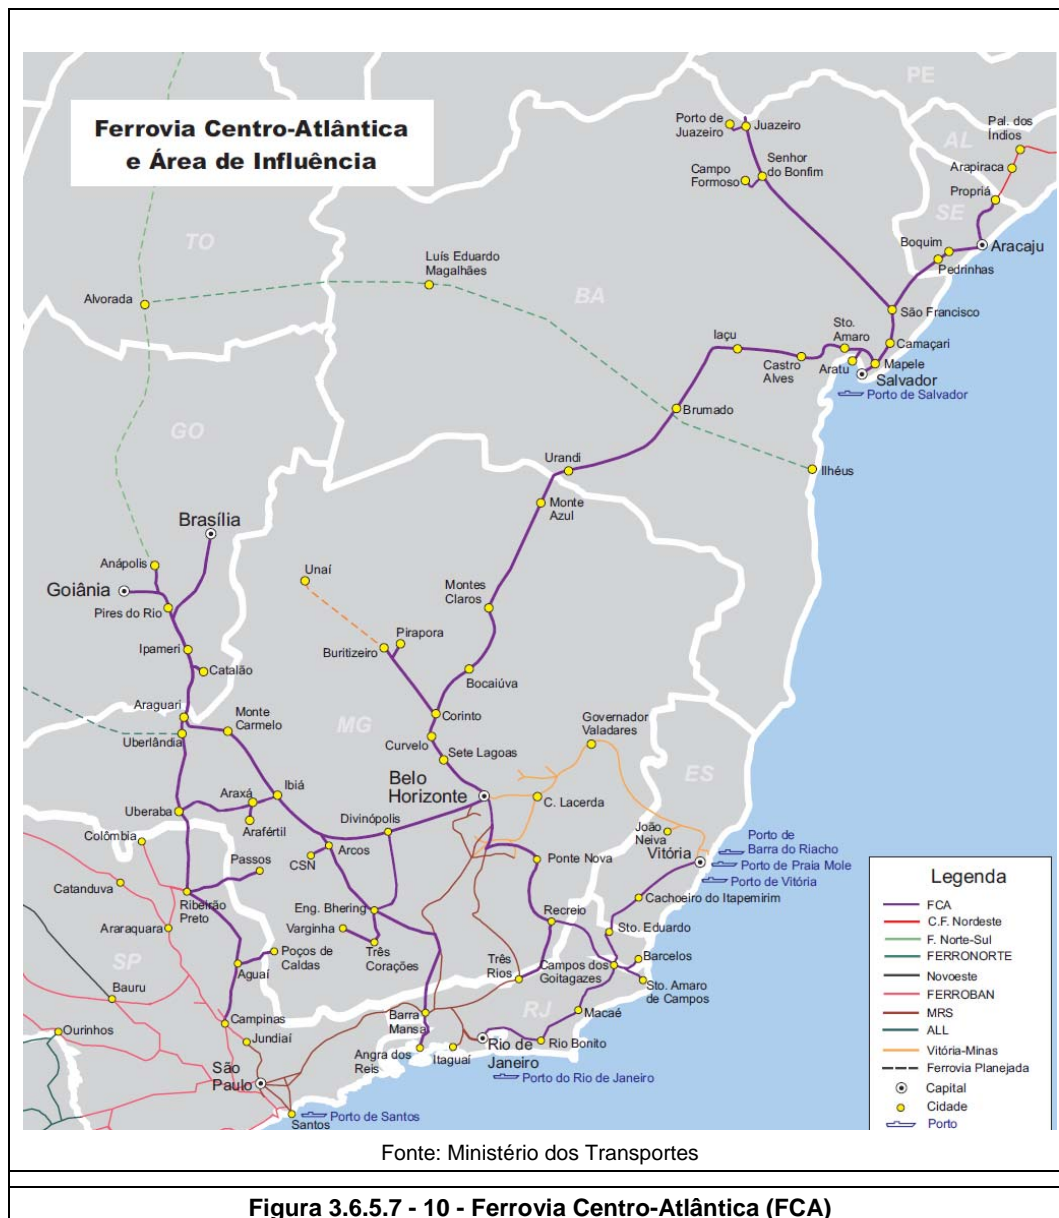 Ferrovia Centro-Atlântica
e Área de Influência
PE
Porto de
Juazeiro
Juazeiro
Pal. dos
Índios
AL
Arapiraca
Campo
Formoso
Senhor
do Bonfim
Propriá
SE
Boquim
Aracaju
Pedrinhas
TO
Luís Eduardo
Magalhães
BA
Alvorada
São Francisco
Iaçu
Sto.
Amaro
Camaçari
Castro
Alves
Aratu
Mapele
Salvador
Porto de Salvador
Brumado
GO
Urandi
Ilhéus
Monte
Azul
Brasília
Anápolis
Unaí
Goiânia
Montes
Claros
Pires do Rio
Pirapora
Buritizeiro
Ipameri
Catalão
Bocaiúva
Araguari
Monte
Carmelo
MG
Corinto
Governador
Valadares
Uberlândia
Curvelo
Sete Lagoas
ES
Belo
Horizonte
Ibiá
Araxá
C. Lacerda
Uberaba
Arafértil
Divinópolis
João
Neiva
Colômbia
Porto de
Barra do Riacho
Vitória
Porto de Praia Mole
Porto de Vitória
Passos
CSN
Arcos
Ponte Nova
Catanduva
Ribeirão
Preto
Cachoeiro do Itapemirim
Eng. Bhering
Recreio
Araraquara
Varginha
Sto. Eduardo
SP
Poços de
Caldas
Três
Corações
Três
Rios
Campos dos
Goitagazes
Barcelos
Aguaí
Sto. Amaro
de Campos
Bauru
RJ
Macaé
Campinas
Barra
Mansa
Ourinhos
Jundiaí
Rio de
Janeiro
Rio Bonito
Angra dos
Reis
Itaguaí
São
Paulo
Porto do Rio de Janeiro
Porto de Santos
Santos
Legenda
FCA
C.F. Nordeste
F. Norte-Sul
FERRONORTE
Novoeste
FERROBAN
MRS
ALL
Vitória-Minas
Ferrovia Planejada
Capital
Cidade
Porto
Fonte: Ministério dos Transportes
Figura 3.6.5.7 - 10 - Ferrovia Centro-Atlântica (FCA)